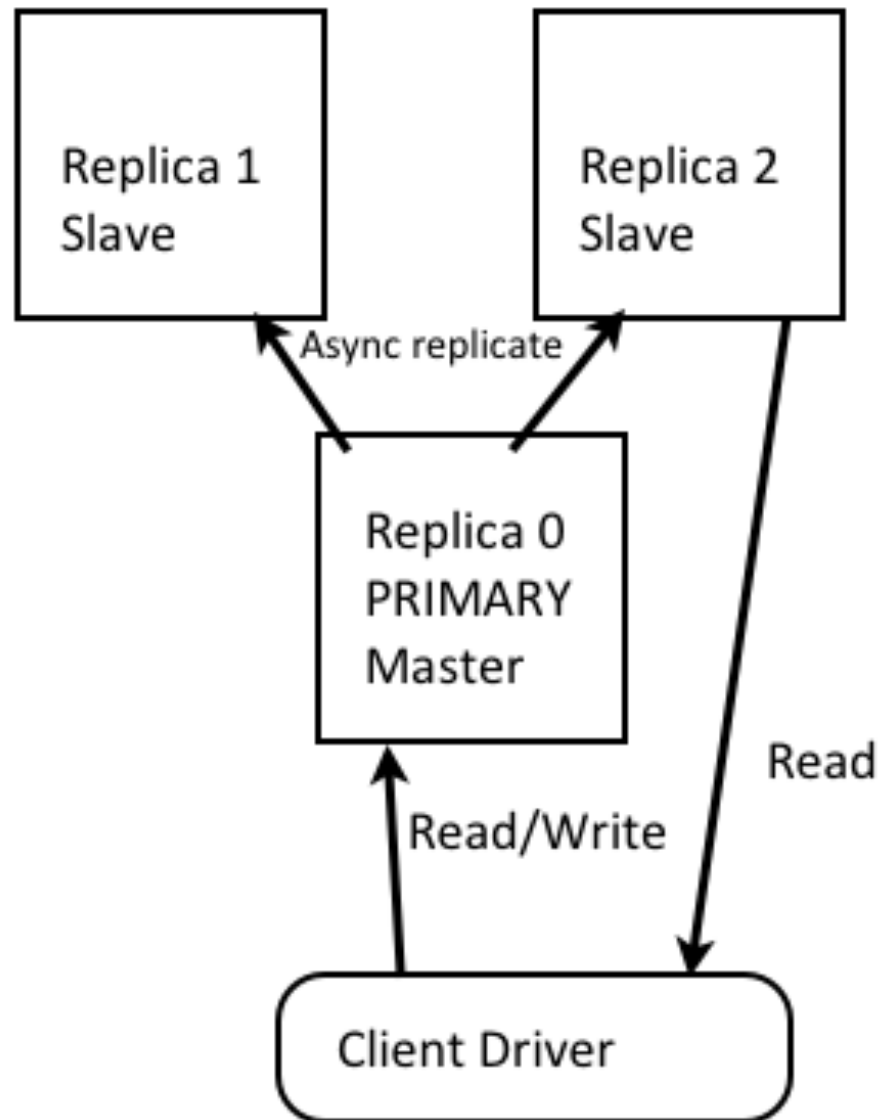 Replica 1
Slave
Replica 2
Slave
Async replicate
Replica 0
PRIMARY
Master
Read
Read/Write
Client Driver